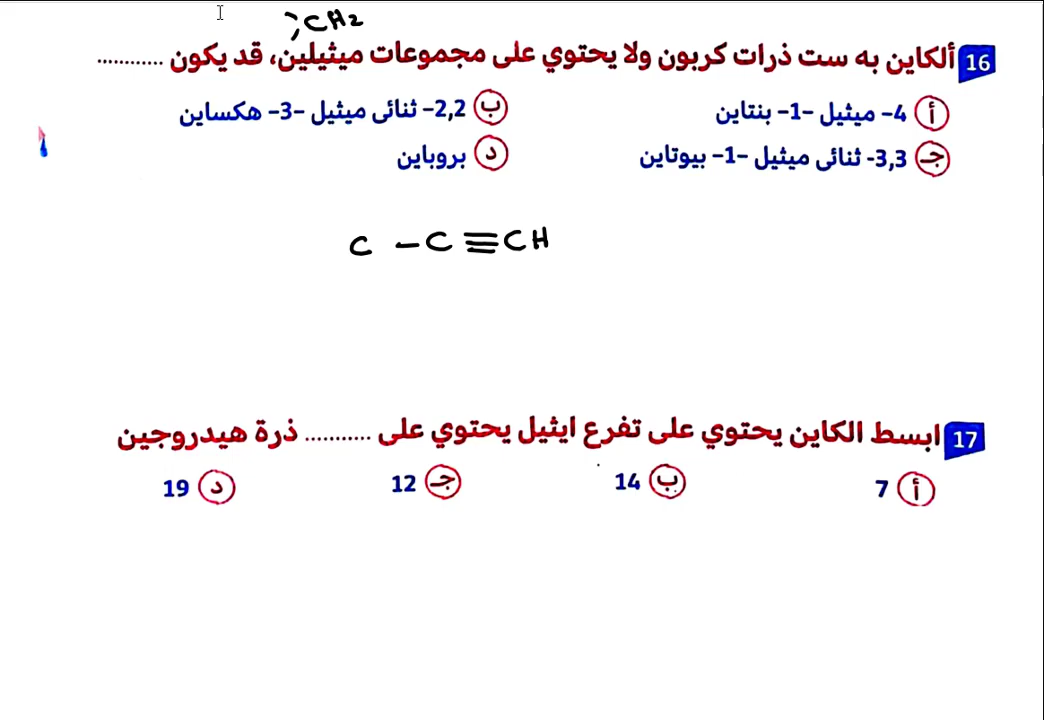 CH2
16 ألكاين به ست ذرات كربون ولا يحتوي على مجموعات ميثيلين، قد يكون ............
أ 4- ميثيل -1- بنتاين
ب 2,2- ثنائى ميثيل -3- هكساين
جـ 3,3- ثنائى ميثيل -1- بيوتاين
د بروباين
C - C ≡ CH
17 ابسط الكاين يحتوي على تفرع ايثيل يحتوي على ........... ذرة هيدروجين
أ 7
ب 14
جـ 12
د 19